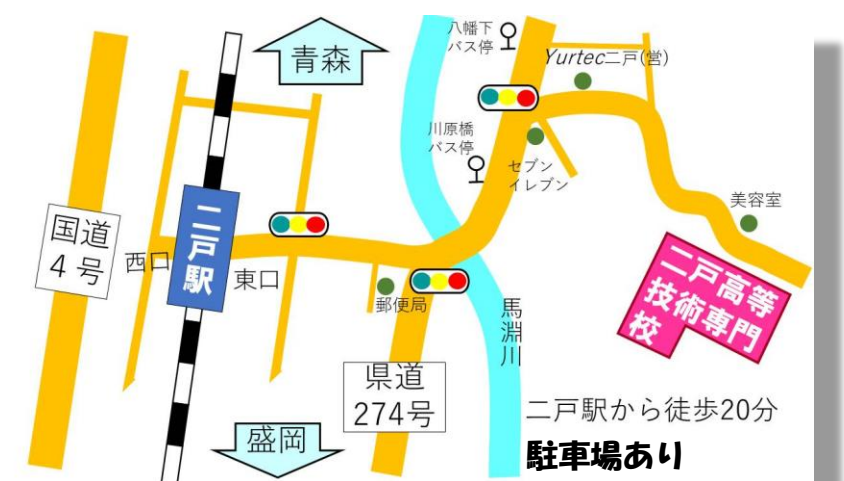 八幡下
バス停
青森
Yurtec二戸(営)
川原橋
バス停
セブン
イレブン
美容室
国道
4号
西口
二戸駅
東口
二戸高等
技術専門
校
郵便局
馬淵川
県道
274号
盛岡
二戸駅から徒歩20分
駐車場あり